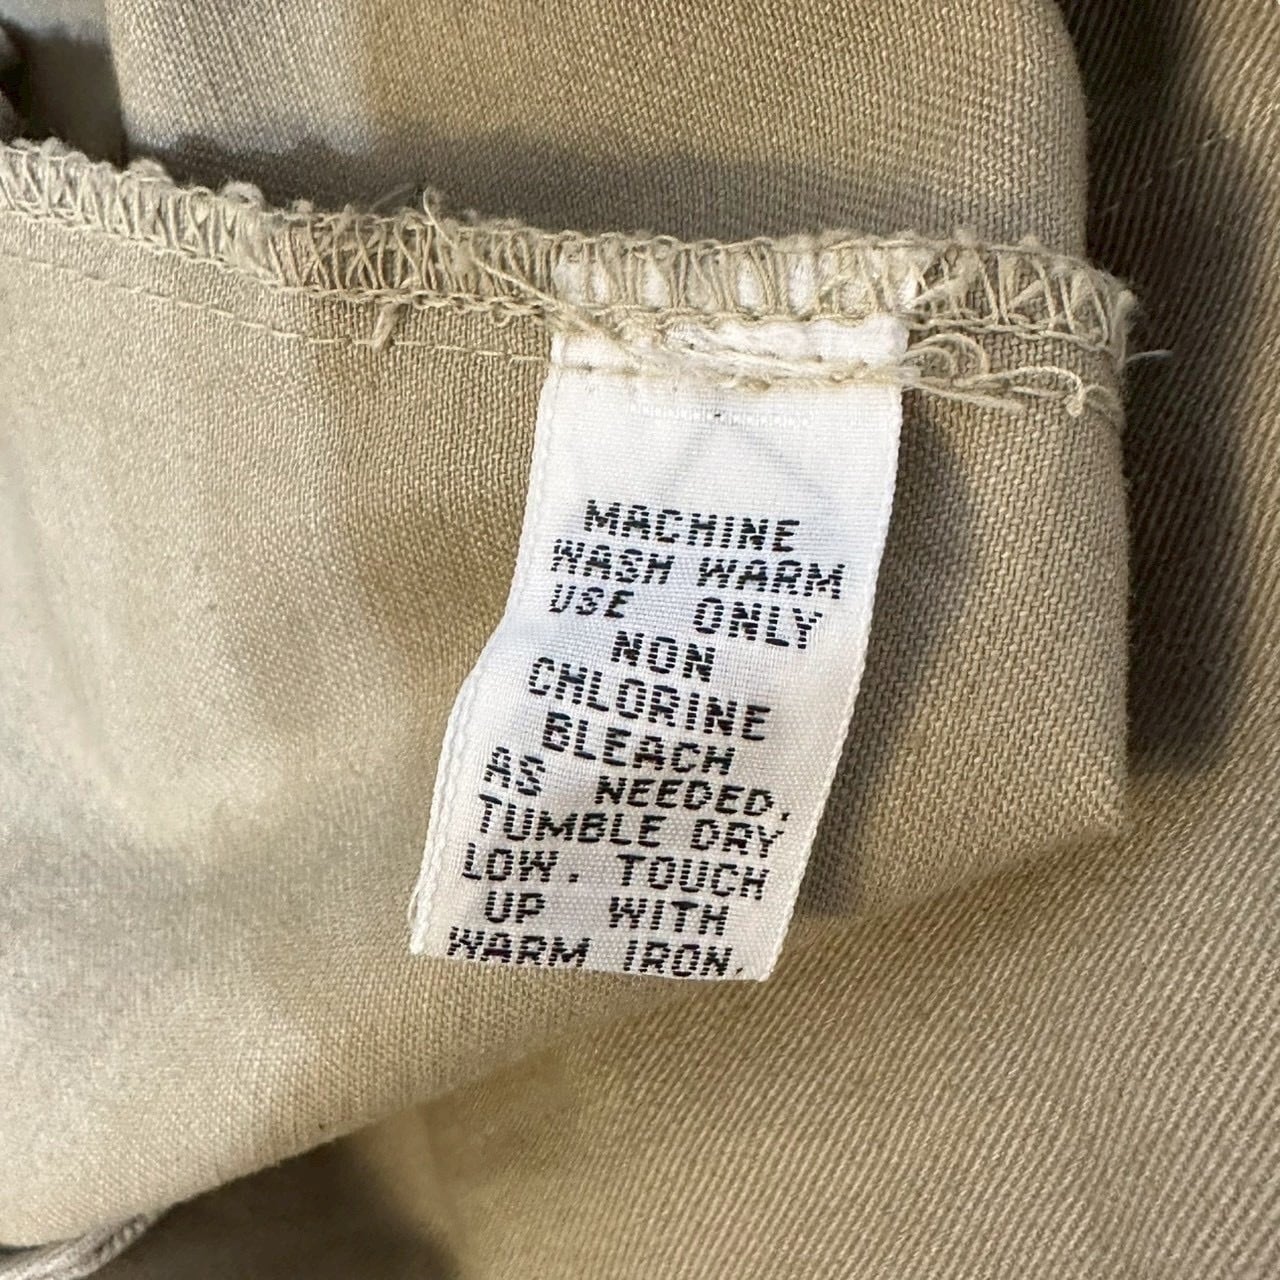 MACHINE
WASH WARM
USE ONLY
NON
CHLORINE
BLEACH
AS NEEDED.
TUMBLE DRY
LOW. TOUCH
UP WITH
WARM IRON.